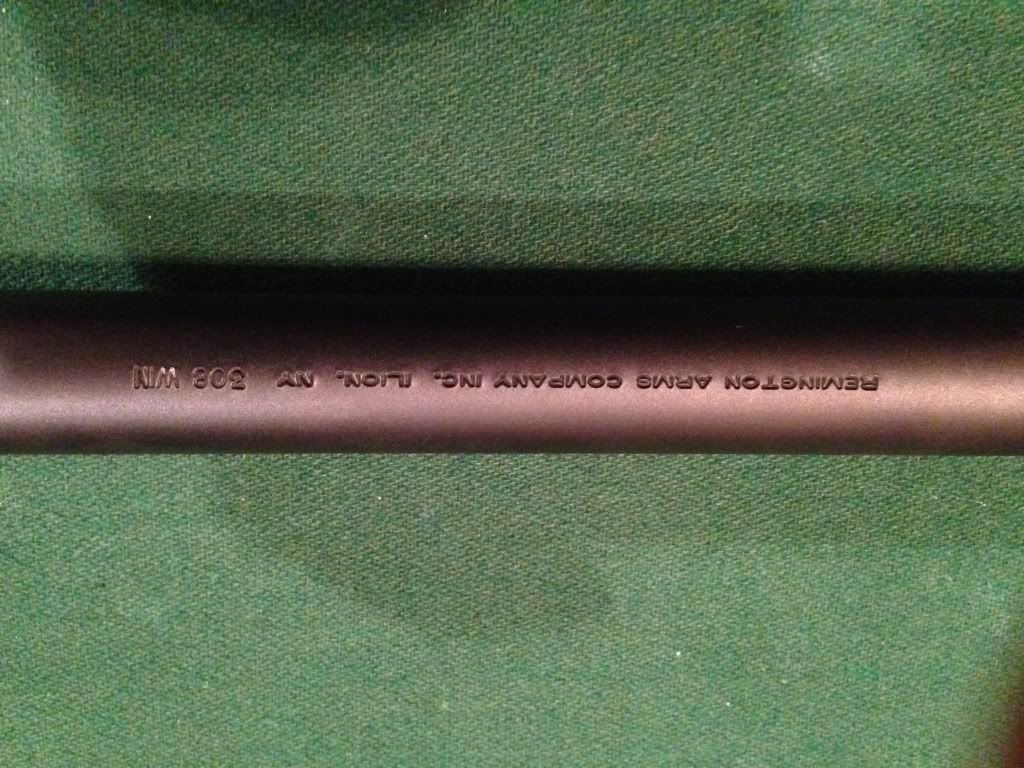 REMINGTON ARMS COMPANY INC. ILION, NY 308 WIN